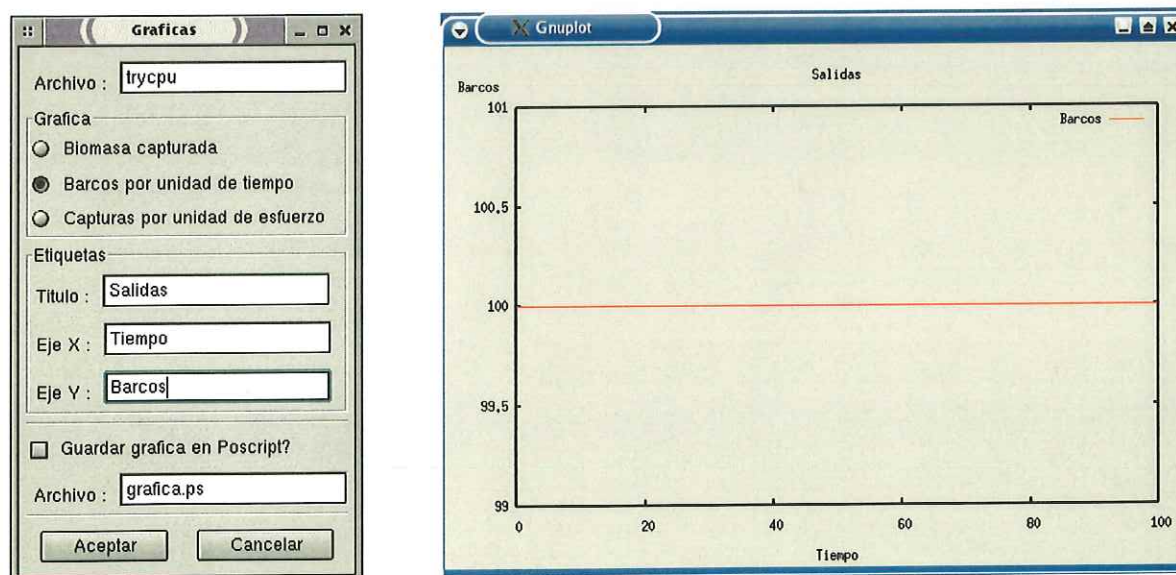 Graficas
Archivo : trycpu
Grafica
Biomasa capturada
Barcos por unidad de tiempo
Capturas por unidad de esfuerzo
Etiquetas
Titulo : Salidas
Eje X : Tiempo
Eje Y : Barcos
Guardar grafica en Poscript?
Archivo : grafica.ps
Aceptar Cancelar
Gnuplot
Salidas
Barcos
101
Barcos
100.5
100
99.5
99
0 20 40 60 80 100
Tiempo